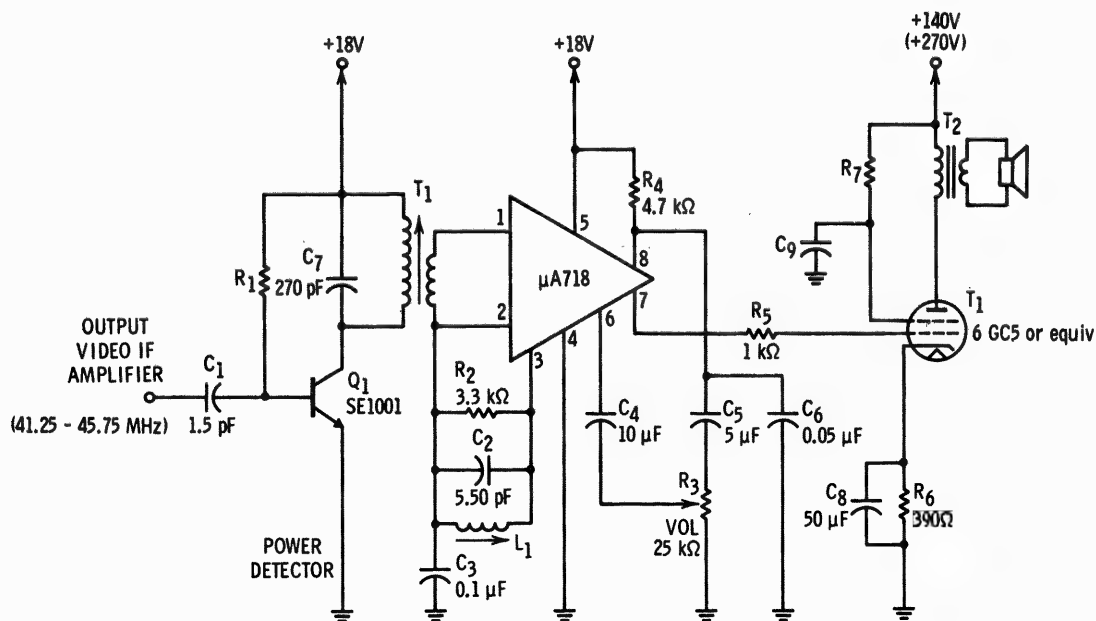 +18V
+18V
+140V
(+270V)
T2
R7
T1
R4
4.7 kΩ
C9
1
5
C7
270 pF
R1
μA718
8
7
T1
6 GC5 or equiv
OUTPUT
VIDEO IF
AMPLIFIER
2
4
6
3
R5
1 kΩ
C1
1.5 pF
(41.25 - 45.75 MHz)
Q1
SE1001
R2
3.3 kΩ
C4
10 μF
C5
5 μF
C6
0.05 μF
C2
5.50 pF
R3
VOL
25 kΩ
C8
50 μF
R6
390Ω
L1
POWER
DETECTOR
C3
0.1 μF